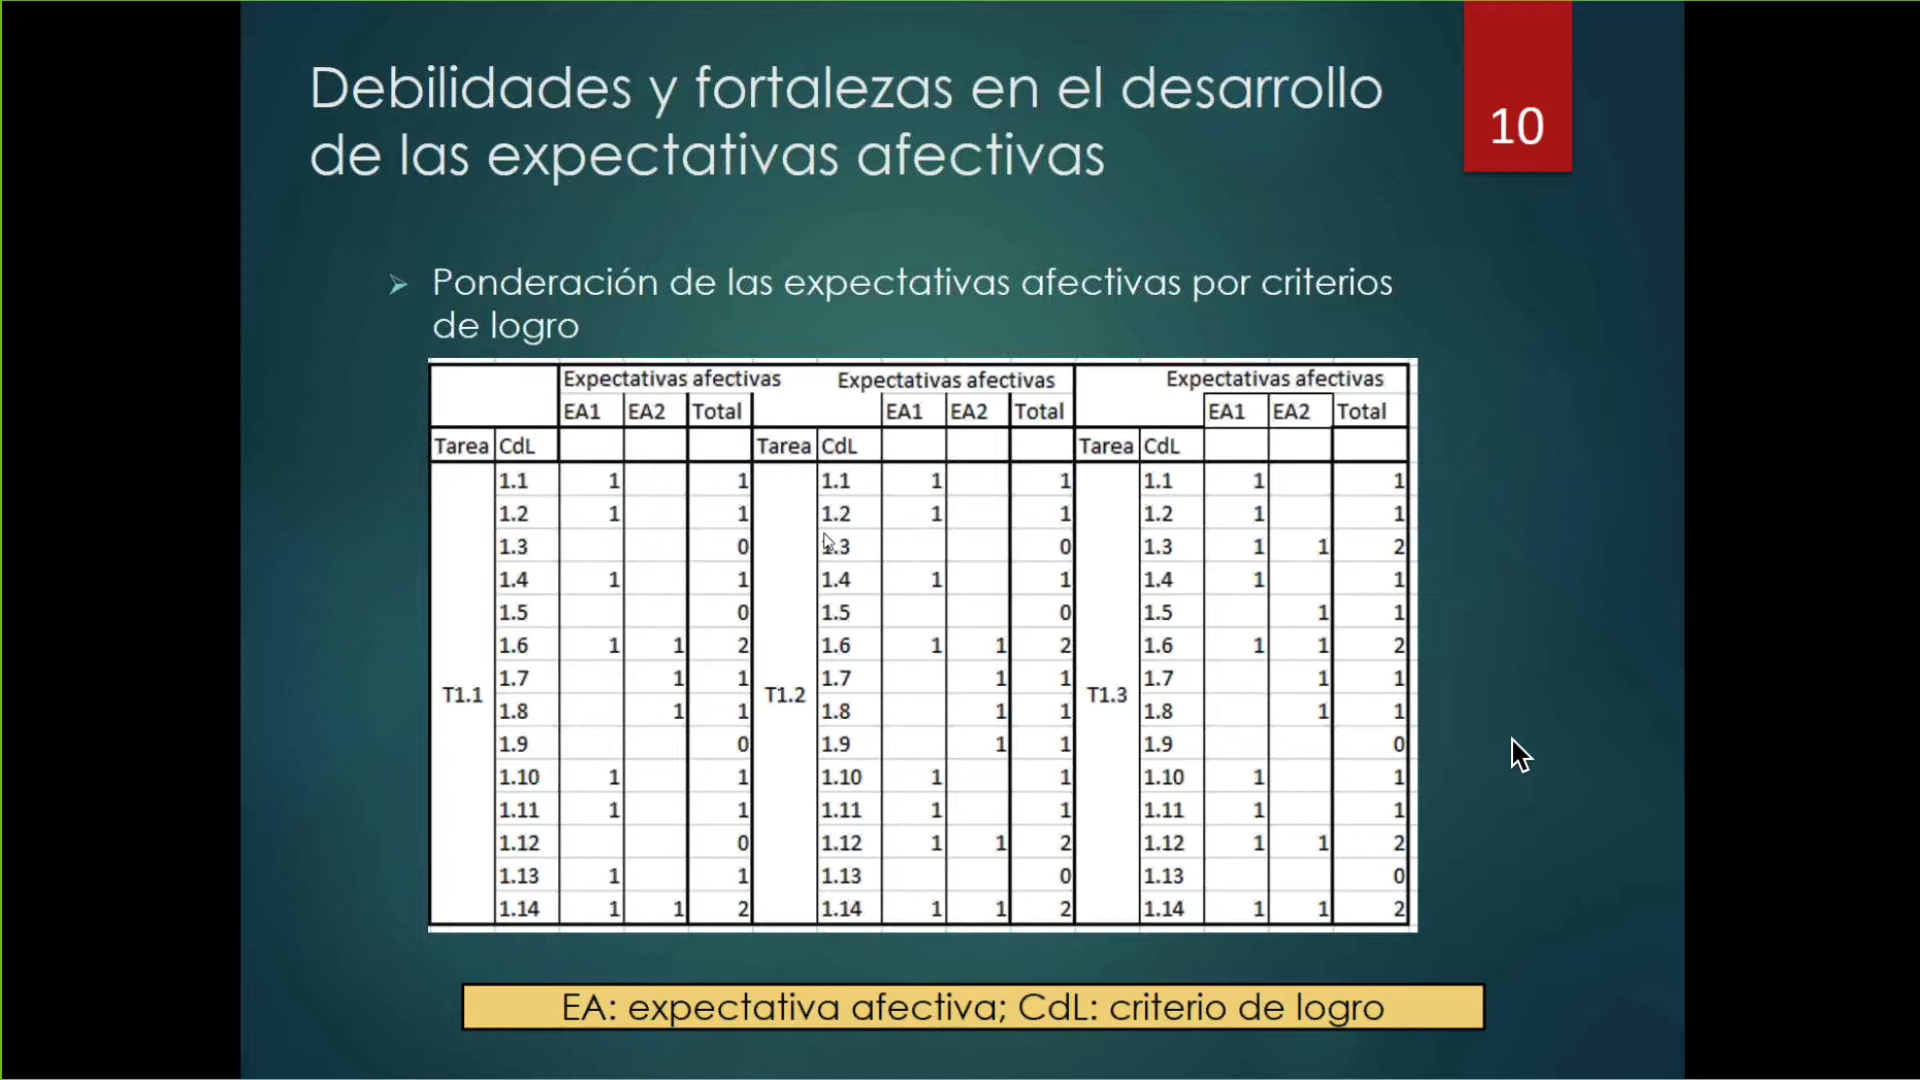 Debilidades y fortalezas en el desarrollo
de las expectativas afectivas
10
Ponderación de las expectativas afectivas por criterios
de logro
Expectativas afectivas Expectativas afectivas Expectativas afectivas
EA1 EA2 Total EA1 EA2 Total EA1 EA2 Total
Tarea CdL Tarea CdL Tarea CdL
1.1 1 1 1.1 1 1 1.1 1 1
1.2 1 1 1.2 1 1 1.2 1 1
1.3 0 1.3 0 1.3 1 1 2
1.4 1 1 1.4 1 1 1.4 1 1
1.5 0 1.5 0 1.5 1 1
1.6 1 1 2 1.6 1 1 2 1.6 1 1 2
1.7 1 1 1.7 1 1 1.7 1 1
T1.1 T1.2 T1.3
1.8 1 1 1.8 1 1 1.8 1 1
1.9 0 1.9 1 1 1.9 0
1.10 1 1 1.10 1 1 1.10 1 1
1.11 1 1 1.11 1 1 1.11 1 1
1.12 0 1.12 1 1 2 1.12 1 1 2
1.13 1 1 1.13 0 1.13 0
1.14 1 1 2 1.14 1 1 2 1.14 1 1 2
EA: expectativa afectiva; CdL: criterio de logro